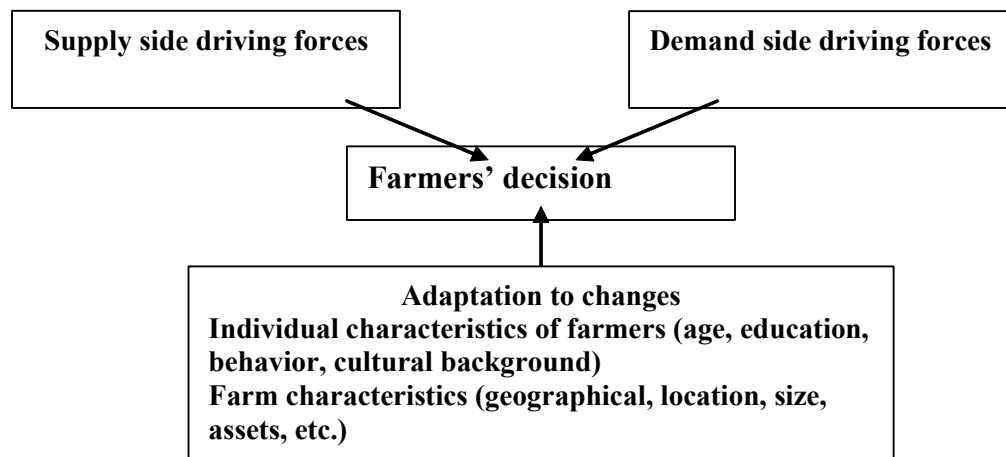 Supply side driving forces
Demand side driving forces
Farmers’ decision
Adaptation to changes
Individual characteristics of farmers (age, education,
behavior, cultural background)
Farm characteristics (geographical, location, size,
assets, etc.)